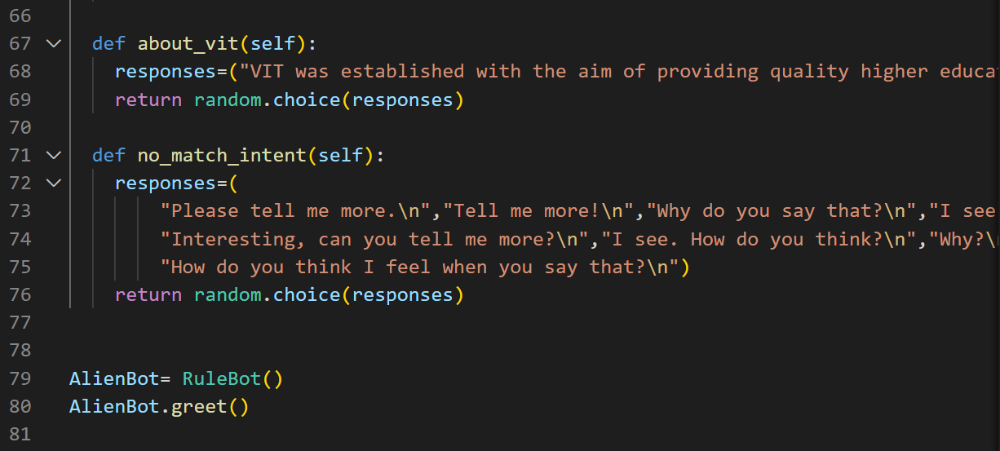 66
67 def about_vit(self):
68 responses=("VIT was established with the aim of providing quality higher educa
69 return random.choice(responses)
70
71 def no_match_intent(self):
72 responses=(
73 "Please tell me more.\n","Tell me more!\n","Why do you say that?\n","I see
74 "Interesting, can you tell me more?\n","I see. How do you think?\n","Why?\
75 "How do you think I feel when you say that?\n")
76 return random.choice(responses)
77
78
79 AlienBot= RuleBot()
80 AlienBot.greet()
81